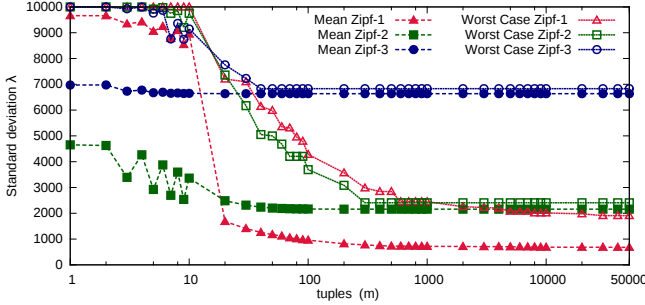 10000
9000
8000
7000
6000
5000
4000
3000
2000
1000
0
Standard deviation λ
Mean Zipf-1
Mean Zipf-2
Mean Zipf-3
Worst Case Zipf-1
Worst Case Zipf-2
Worst Case Zipf-3
1 10 100 1000 10000 50000
tuples (m)